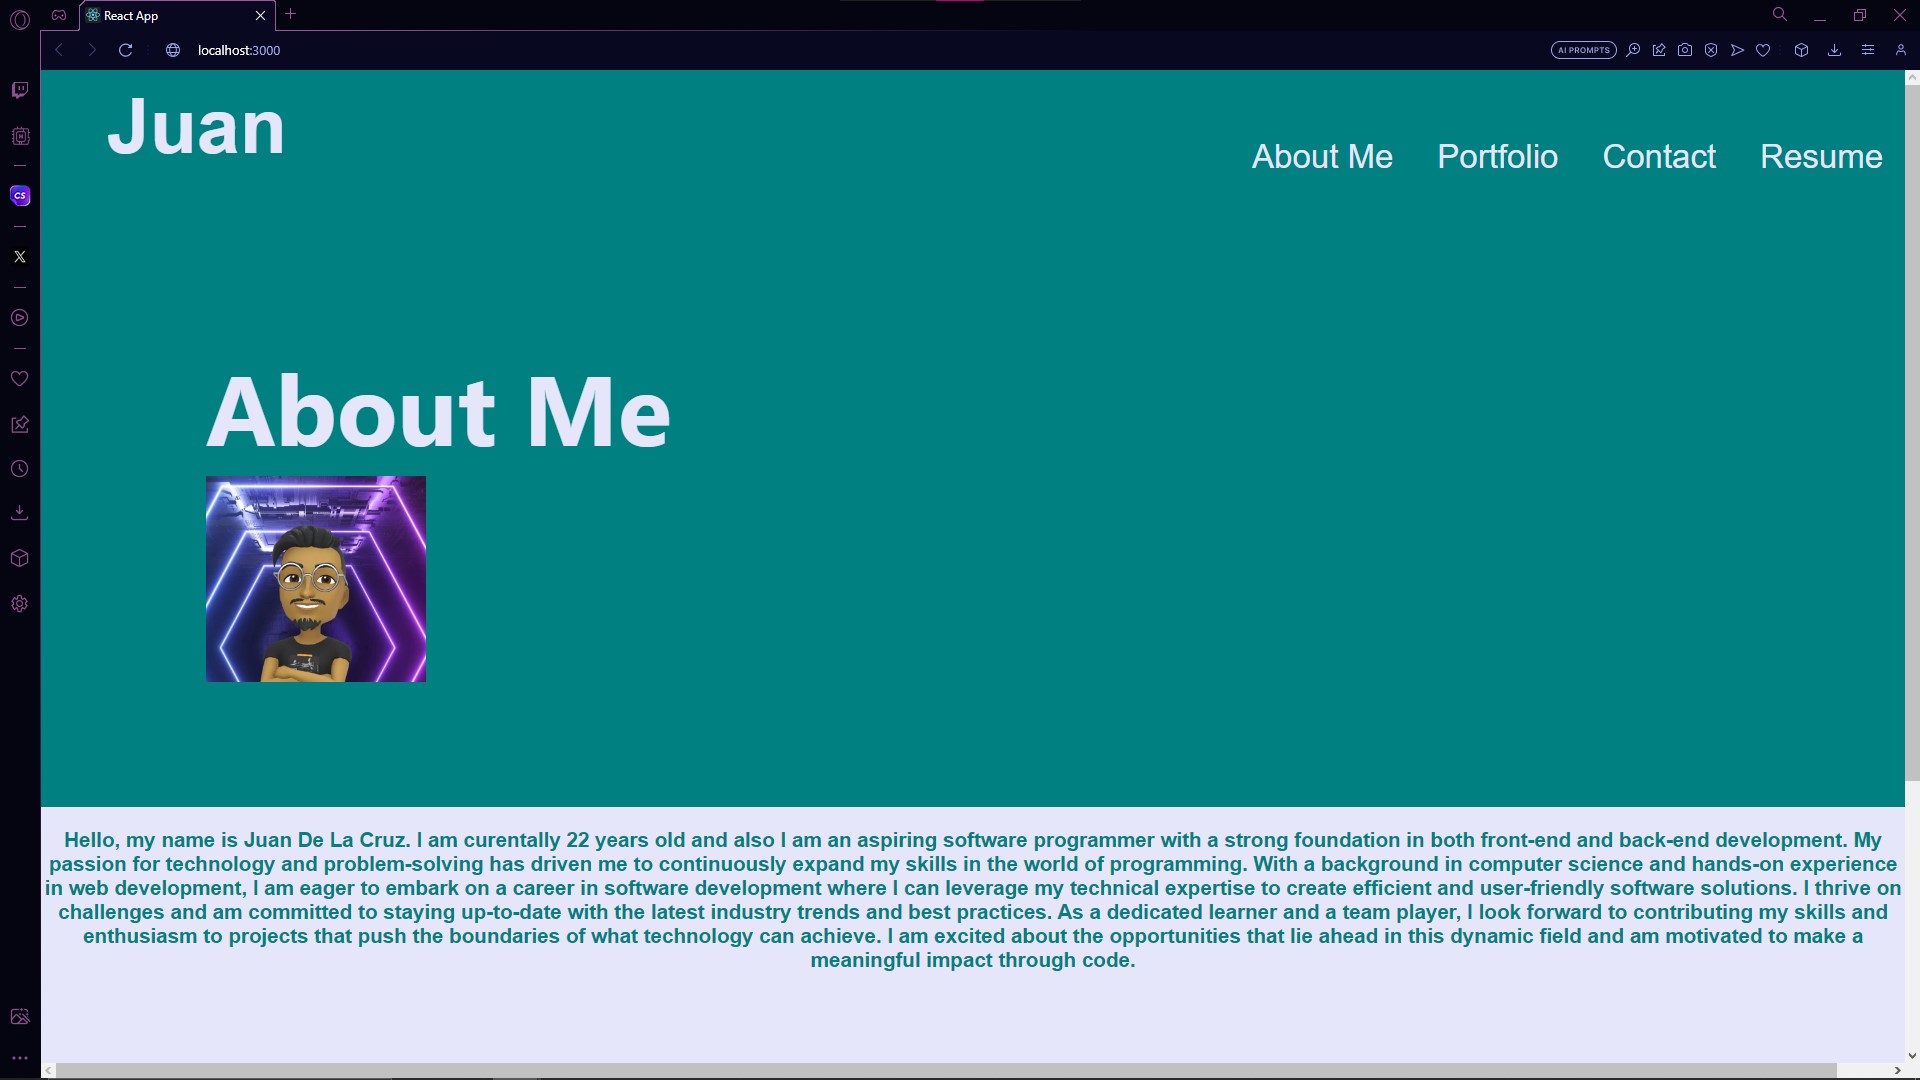 React App
localhost:3000
AI PROMPTS
CS
X
Juan
About Me
Portfolio
Contact
Resume
About Me
Hello, my name is Juan De La Cruz. I am curentally 22 years old and also I am an aspiring software programmer with a strong foundation in both front-end and back-end development. My
passion for technology and problem-solving has driven me to continuously expand my skills in the world of programming. With a background in computer science and hands-on experience
in web development, I am eager to embark on a career in software development where I can leverage my technical expertise to create efficient and user-friendly software solutions. I thrive on
challenges and am committed to staying up-to-date with the latest industry trends and best practices. As a dedicated learner and a team player, I look forward to contributing my skills and
enthusiasm to projects that push the boundaries of what technology can achieve. I am excited about the opportunities that lie ahead in this dynamic field and am motivated to make a
meaningful impact through code.